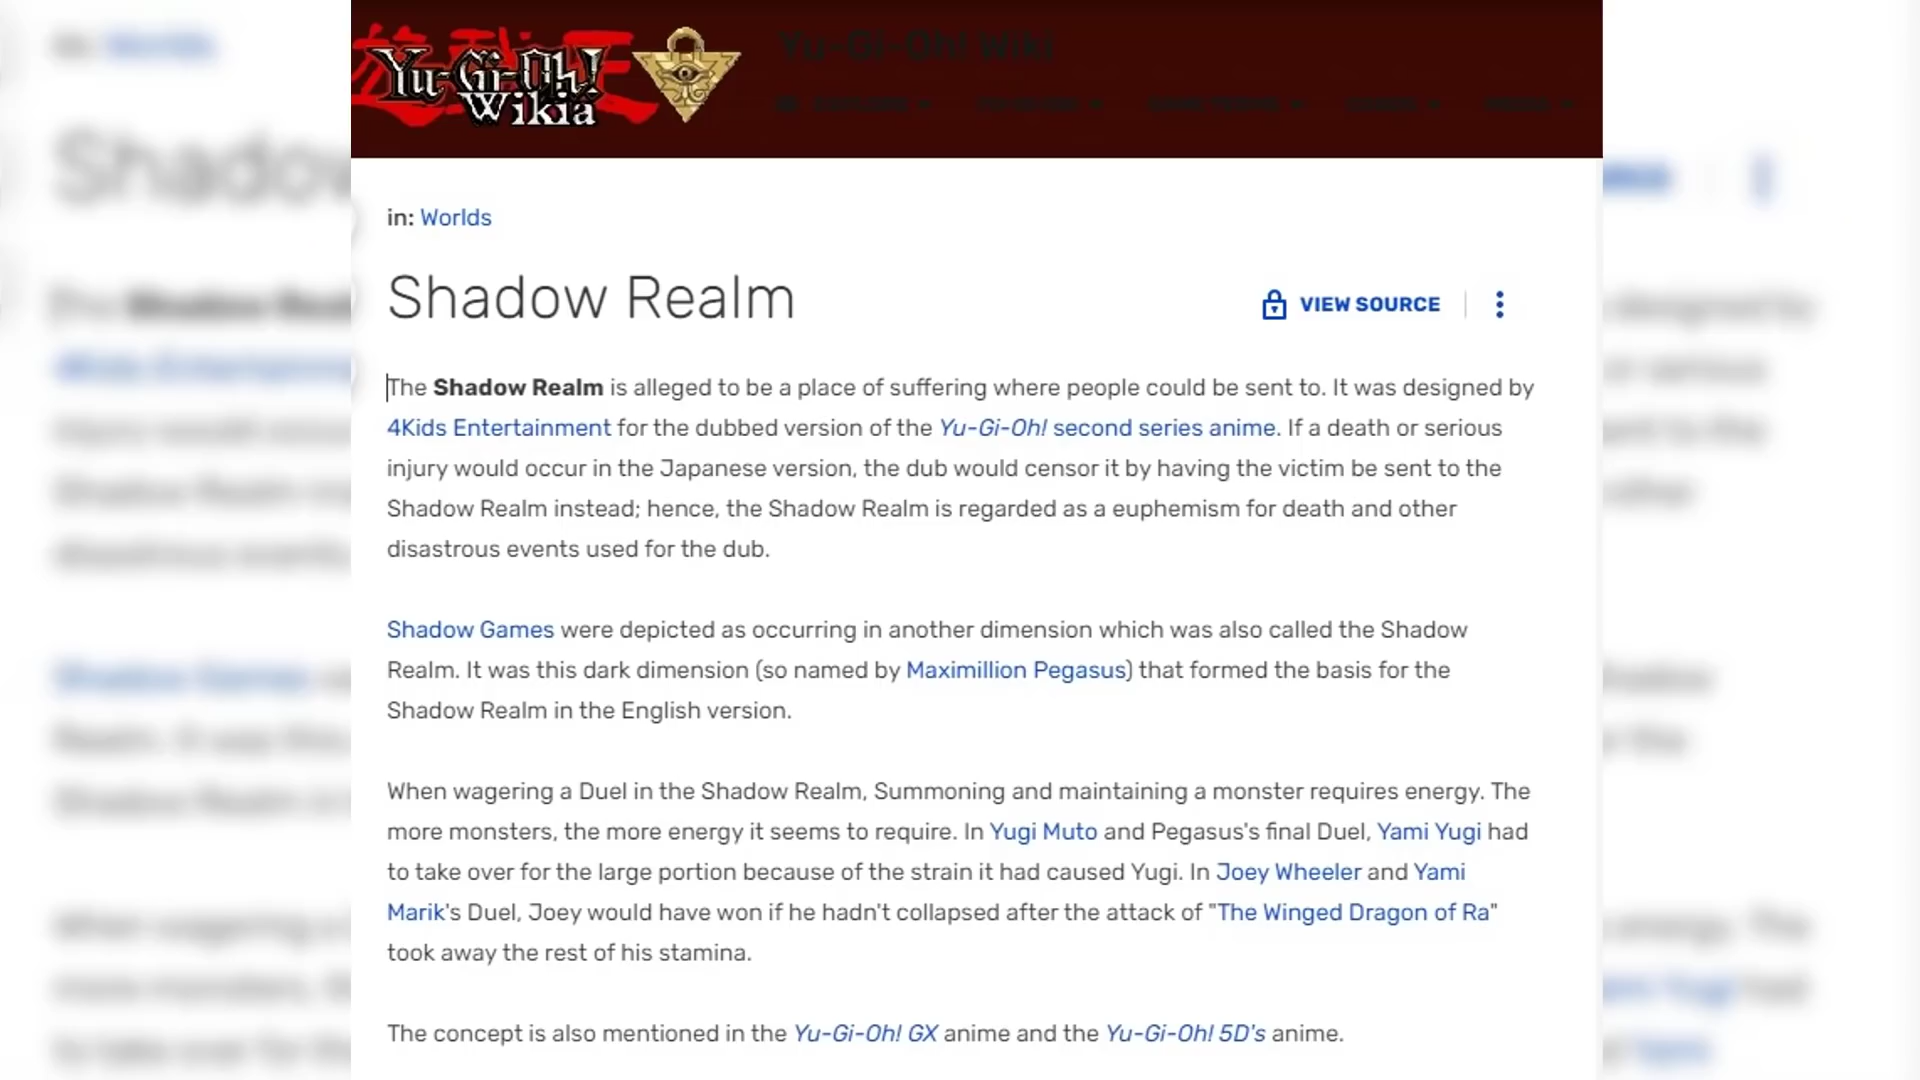 Yu-Gi-Oh!
Wikia
Yu-Gi-Oh! Wiki
in: Worlds
Shadow Realm
VIEW SOURCE
The Shadow Realm is alleged to be a place of suffering where people could be sent to. It was designed by
4Kids Entertainment for the dubbed version of the Yu-Gi-Oh! second series anime. If a death or serious
injury would occur in the Japanese version, the dub would censor it by having the victim be sent to the
Shadow Realm instead; hence, the Shadow Realm is regarded as a euphemism for death and other
disastrous events used for the dub.
Shadow Games were depicted as occurring in another dimension which was also called the Shadow
Realm. It was this dark dimension (so named by Maximillion Pegasus) that formed the basis for the
Shadow Realm in the English version.
When wagering a Duel in the Shadow Realm, Summoning and maintaining a monster requires energy. The
more monsters, the more energy it seems to require. In Yugi Muto and Pegasus's final Duel, Yami Yugi had
to take over for the large portion because of the strain it had caused Yugi. In Joey Wheeler and Yami
Marik's Duel, Joey would have won if he hadn't collapsed after the attack of "The Winged Dragon of Ra"
took away the rest of his stamina.
The concept is also mentioned in the Yu-Gi-Oh! GX anime and the Yu-Gi-Oh! 5D's anime.